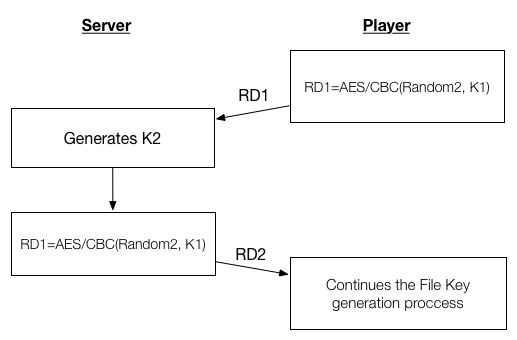 Server
Player
RD1=AES/CBC(Random2, K1)
RD1
Generates K2
RD1=AES/CBC(Random2, K1)
RD2
Continues the File Key
generation proccess